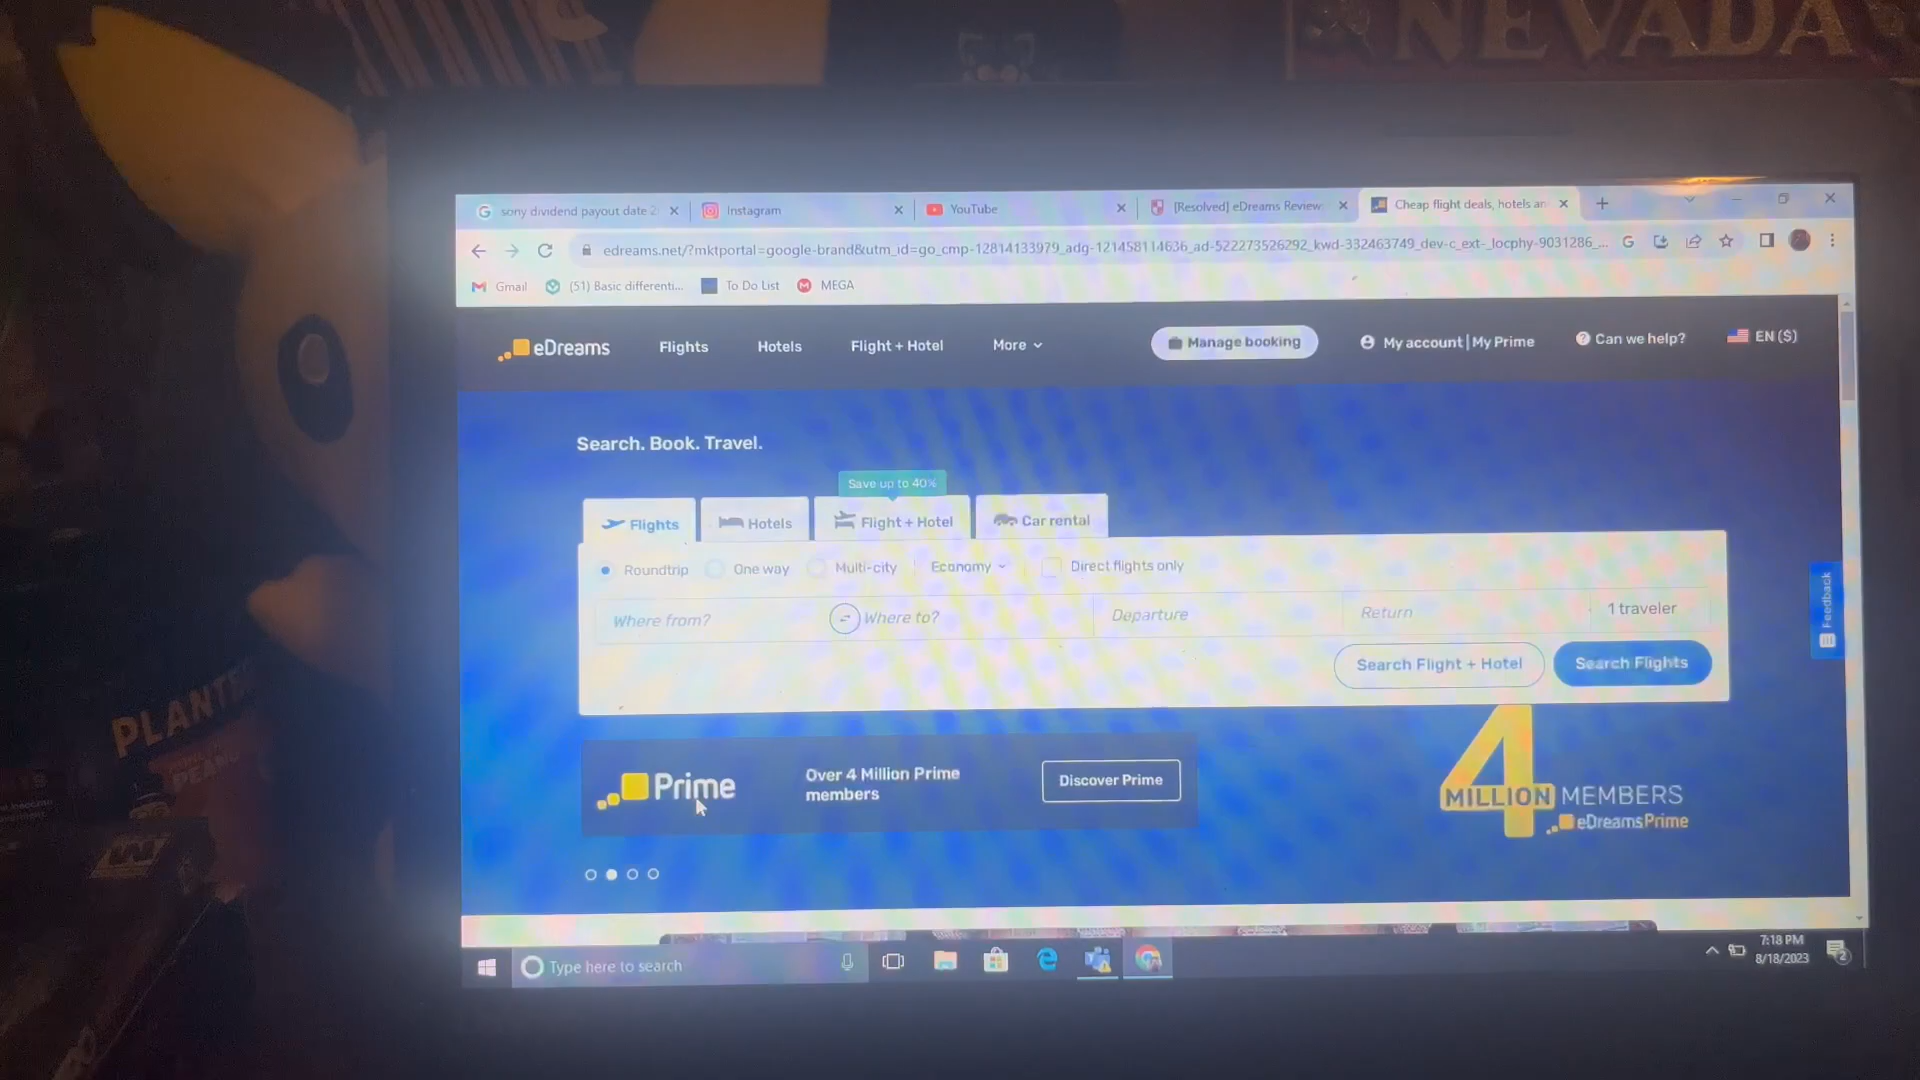 NEVADA
sony dividend payout date 2
Instagram
YouTube
[Resolved] eDreams Review
Cheap flight deals, hotels an
edreams.net/?mktportal=google-brand&utm_id=go_cmp-12814133979_adg-121458114636_ad-522273526292_kwd-332463749_dev-c_ext-_locphy-9031286_...
Gmail
(51) Basic differenti...
To Do List
MEGA
eDreams
Flights
Hotels
Flight + Hotel
More
Manage booking
My account | My Prime
Can we help?
EN ($)
Search. Book. Travel.
Save up to 40%
Flights
Hotels
Flight + Hotel
Car rental
Roundtrip
One way
Multi-city
Economy
Direct flights only
Where from?
Where to?
Departure
Return
1 traveler
Feedback
Search Flight + Hotel
Search Flights
PLANTE
Prime
Over 4 Million Prime
members
Discover Prime
4
MILLION MEMBERS
eDreamsPrime
Type here to search
7:18 PM
8/18/2023
2